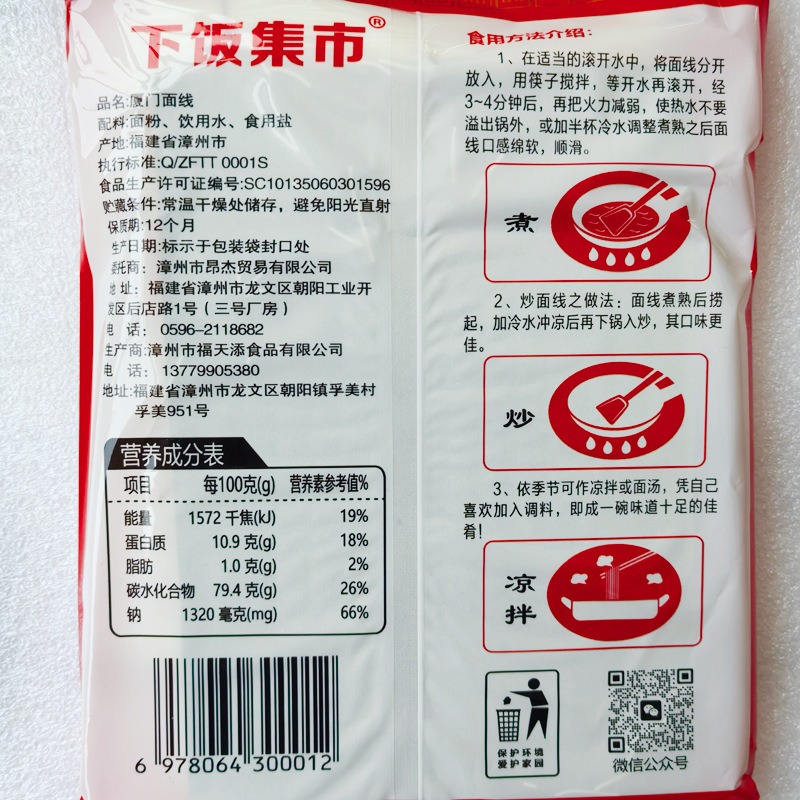 下饭集市®
品名:厦门面线
配料:面粉、饮用水、食用盐
产地:福建省漳州市
执行标准:Q/ZFTT 0001S
食品生产许可证编号:SC10135060301596
贮藏条件:常温干燥处储存，避免阳光直射
保质期:12个月
生产日期:标示于包装袋封口处
委托商：漳州市昂杰贸易有限公司
地 址：福建省漳州市龙文区朝阳工业开
发区后店路1号（三号厂房）
电 话：0596-2118682
生产商:漳州市福天添食品有限公司
电 话：13779905380
地址:福建省漳州市龙文区朝阳镇孚美村
孚美951号
营养成分表
项目 每100克(g) 营养素参考值%
能量 1572 千焦(kJ) 19%
蛋白质 10.9 克(g) 18%
脂肪 1.0 克(g) 2%
碳水化合物 79.4 克(g) 26%
钠 1320 毫克(mg) 66%
6 978064 300012
食用方法介绍：
1、在适当的滚开水中，将面线分开
放入，用筷子搅拌，等开水再滚开，经
3~4分钟后，再把火力减弱，使热水不要
溢出锅外，或加半杯冷水调整煮熟之后面
线口感绵软，顺滑。
煮
2、炒面线之做法：面线煮熟后捞
起，加冷水冲凉后再下锅入炒，其口味更
佳。
炒
3、依季节可作凉拌或面汤，凭自己
喜欢加入调料，即成一碗味道十足的佳
肴！
凉
拌
保护环境
爱护家园
微信公众号